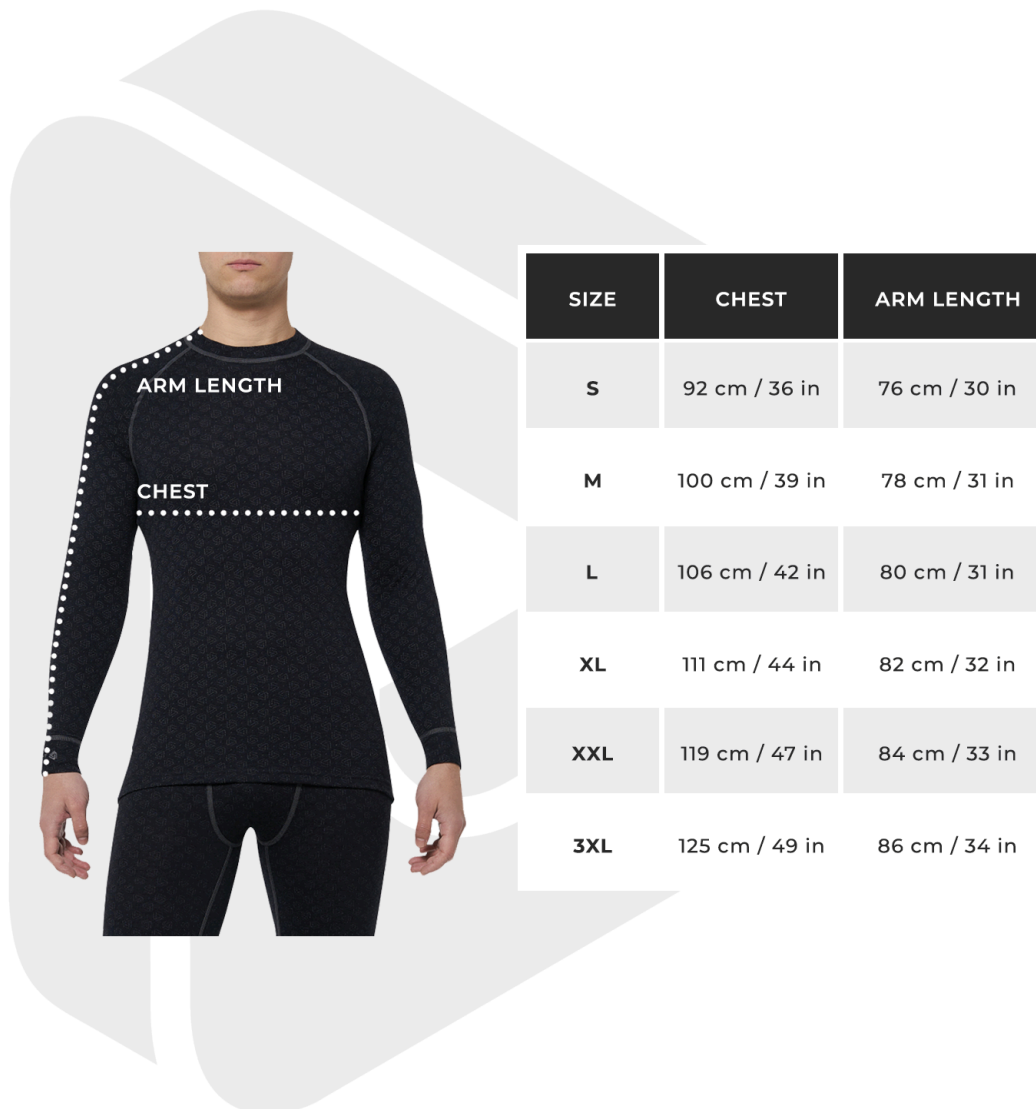 ARM LENGTH
CHEST
SIZE CHEST ARM LENGTH
S 92 cm / 36 in 76 cm / 30 in
M 100 cm / 39 in 78 cm / 31 in
L 106 cm / 42 in 80 cm / 31 in
XL 111 cm / 44 in 82 cm / 32 in
XXL 119 cm / 47 in 84 cm / 33 in
3XL 125 cm / 49 in 86 cm / 34 in